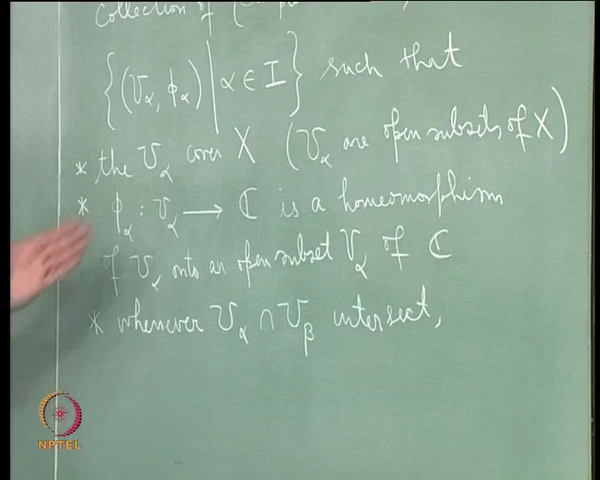 collection of
{(U_α, φ_α) | α ∈ I} such that
* the U_α cover X (U_α are open subsets of X)
* φ_α : U_α → ℂ is a homeomorphism
of U_α onto an open subset V_α of ℂ
* whenever U_α ∩ U_β intersect,
NPTEL